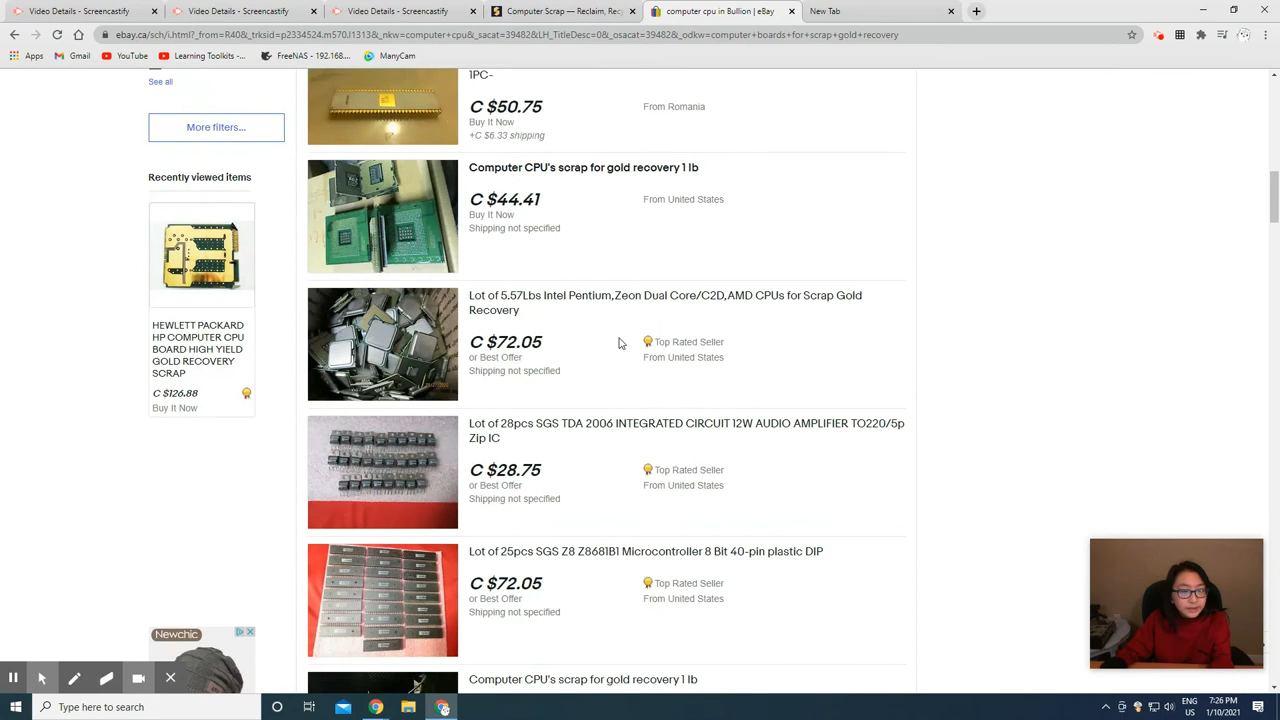 Video Details - Screencastify
Video Details - Screencastify
Video Details - Screencastify
Computer Scrap — Reclaim, Rec
computer cpu in Bullion | eBay
New Tab
ebay.com/sch/i.html?_from=R40&_trksid=p2334524.m570.l1313&_nkw=computer+cpu&_sacat=39482&LH_TitleDesc=0&_osacat=39482&_odkw=computer+boards+for+scrap+gold+recovery
Apps
Gmail
YouTube
Learning Toolkits -...
FreeNAS - 192.168....
ManyCam
See all
More filters...
Recently viewed items
HEWLETT PACKARD
HP COMPUTER CPU
BOARD HIGH YIELD
GOLD RECOVERY
SCRAP
C $126.88
Buy It Now
Newchic
1PC-
C $50.75
From Romania
Buy It Now
+C $6.33 shipping
Computer CPU's scrap for gold recovery 1 lb
C $44.41
From United States
Buy It Now
Shipping not specified
Lot of 5.57Lbs Intel Pentium,Zeon Dual Core/C2D,AMD CPUs for Scrap Gold
Recovery
C $72.05
Top Rated Seller
or Best Offer
From United States
Shipping not specified
Lot of 28pcs SGS TDA 2006 INTEGRATED CIRCUIT 12W AUDIO AMPLIFIER TO220/5p
Zip IC
C $28.75
Top Rated Seller
or Best Offer
From United States
Shipping not specified
Lot of 25pcs SGS Z8 Z8681B1 Microcontroller 8 Bit 40-pin plastic DIP
C $72.05
Top Rated Seller
or Best Offer
From United States
Shipping not specified
Computer CPU's scrap for gold recovery 1 lb
Type here to search
ENG
US
7:26 PM
1/10/2021